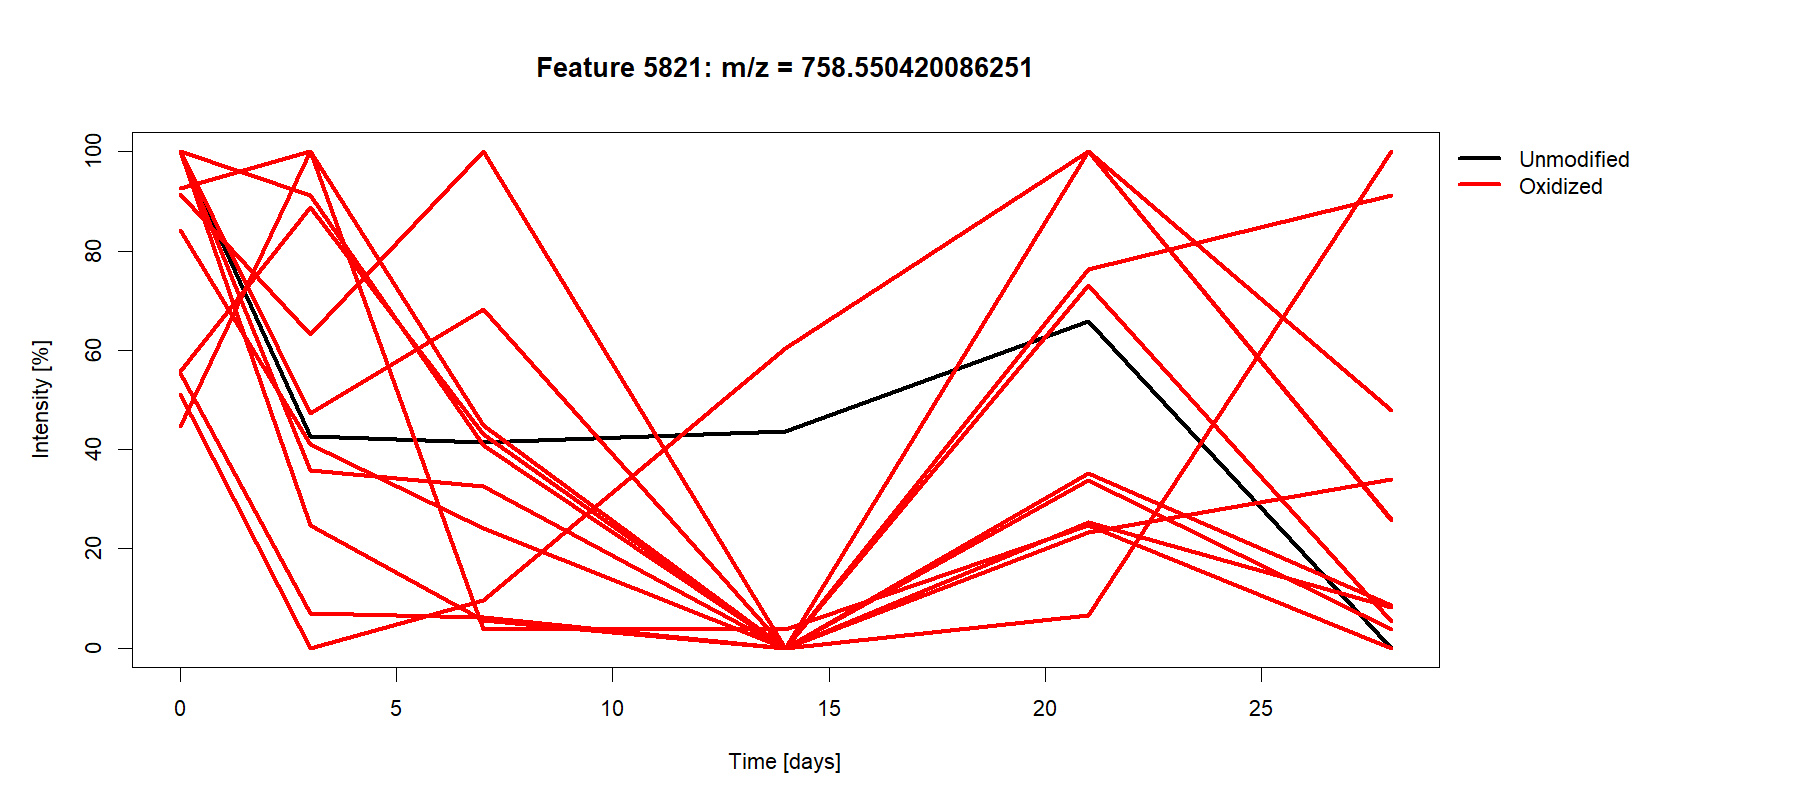 Feature 5821: m/z = 758.550420086251
Unmodified
Oxidized
Intensity [%]
100
80
60
40
20
0
0 5 10 15 20 25
Time [days]